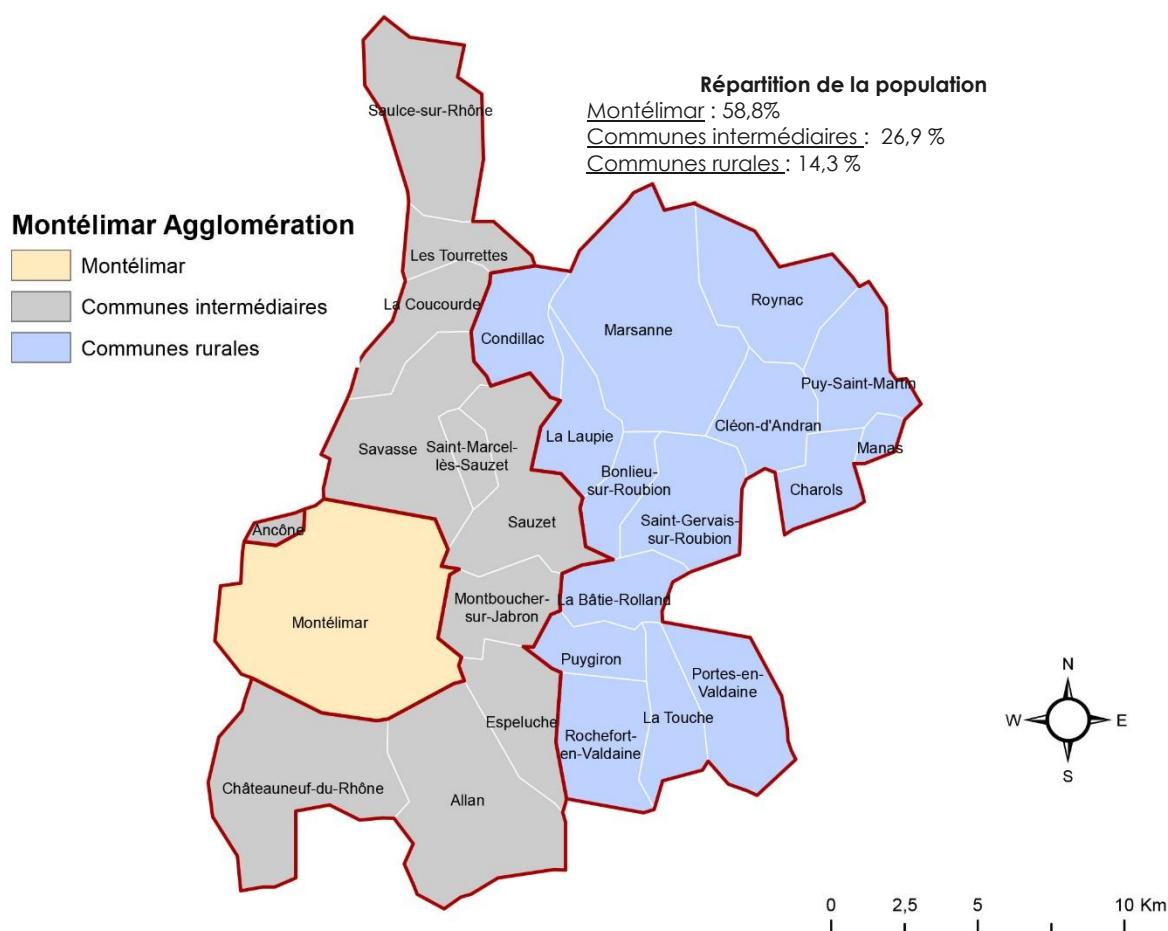 Répartition de la population
Montélimar : 58,8%
Communes intermédiaires : 26,9 %
Communes rurales : 14,3 %
Montélimar Agglomération
Montélimar
Communes intermédiaires
Communes rurales
Saulce-sur-Rhône
Les Tourrettes
La Coucourde
Condillac
Marsanne
Roynac
Puy-Saint-Martin
Cléon-d'Andran
Manas
Charols
La Laupie
Savasse
Saint-Marcel-
lès-Sauzet
Bonlieu-
sur-Roubion
Sauzet
Saint-Gervais-
sur-Roubion
Ancône
Montélimar
Montboucher-
sur-Jabron
La Bâtie-Rolland
Puygiron
Portes-en-
Valdaine
La Touche
Espeluche
Rochefort-
en-Valdaine
Châteauneuf-du-Rhône
Allan
N
W
E
S
0 2,5 5 10 Km